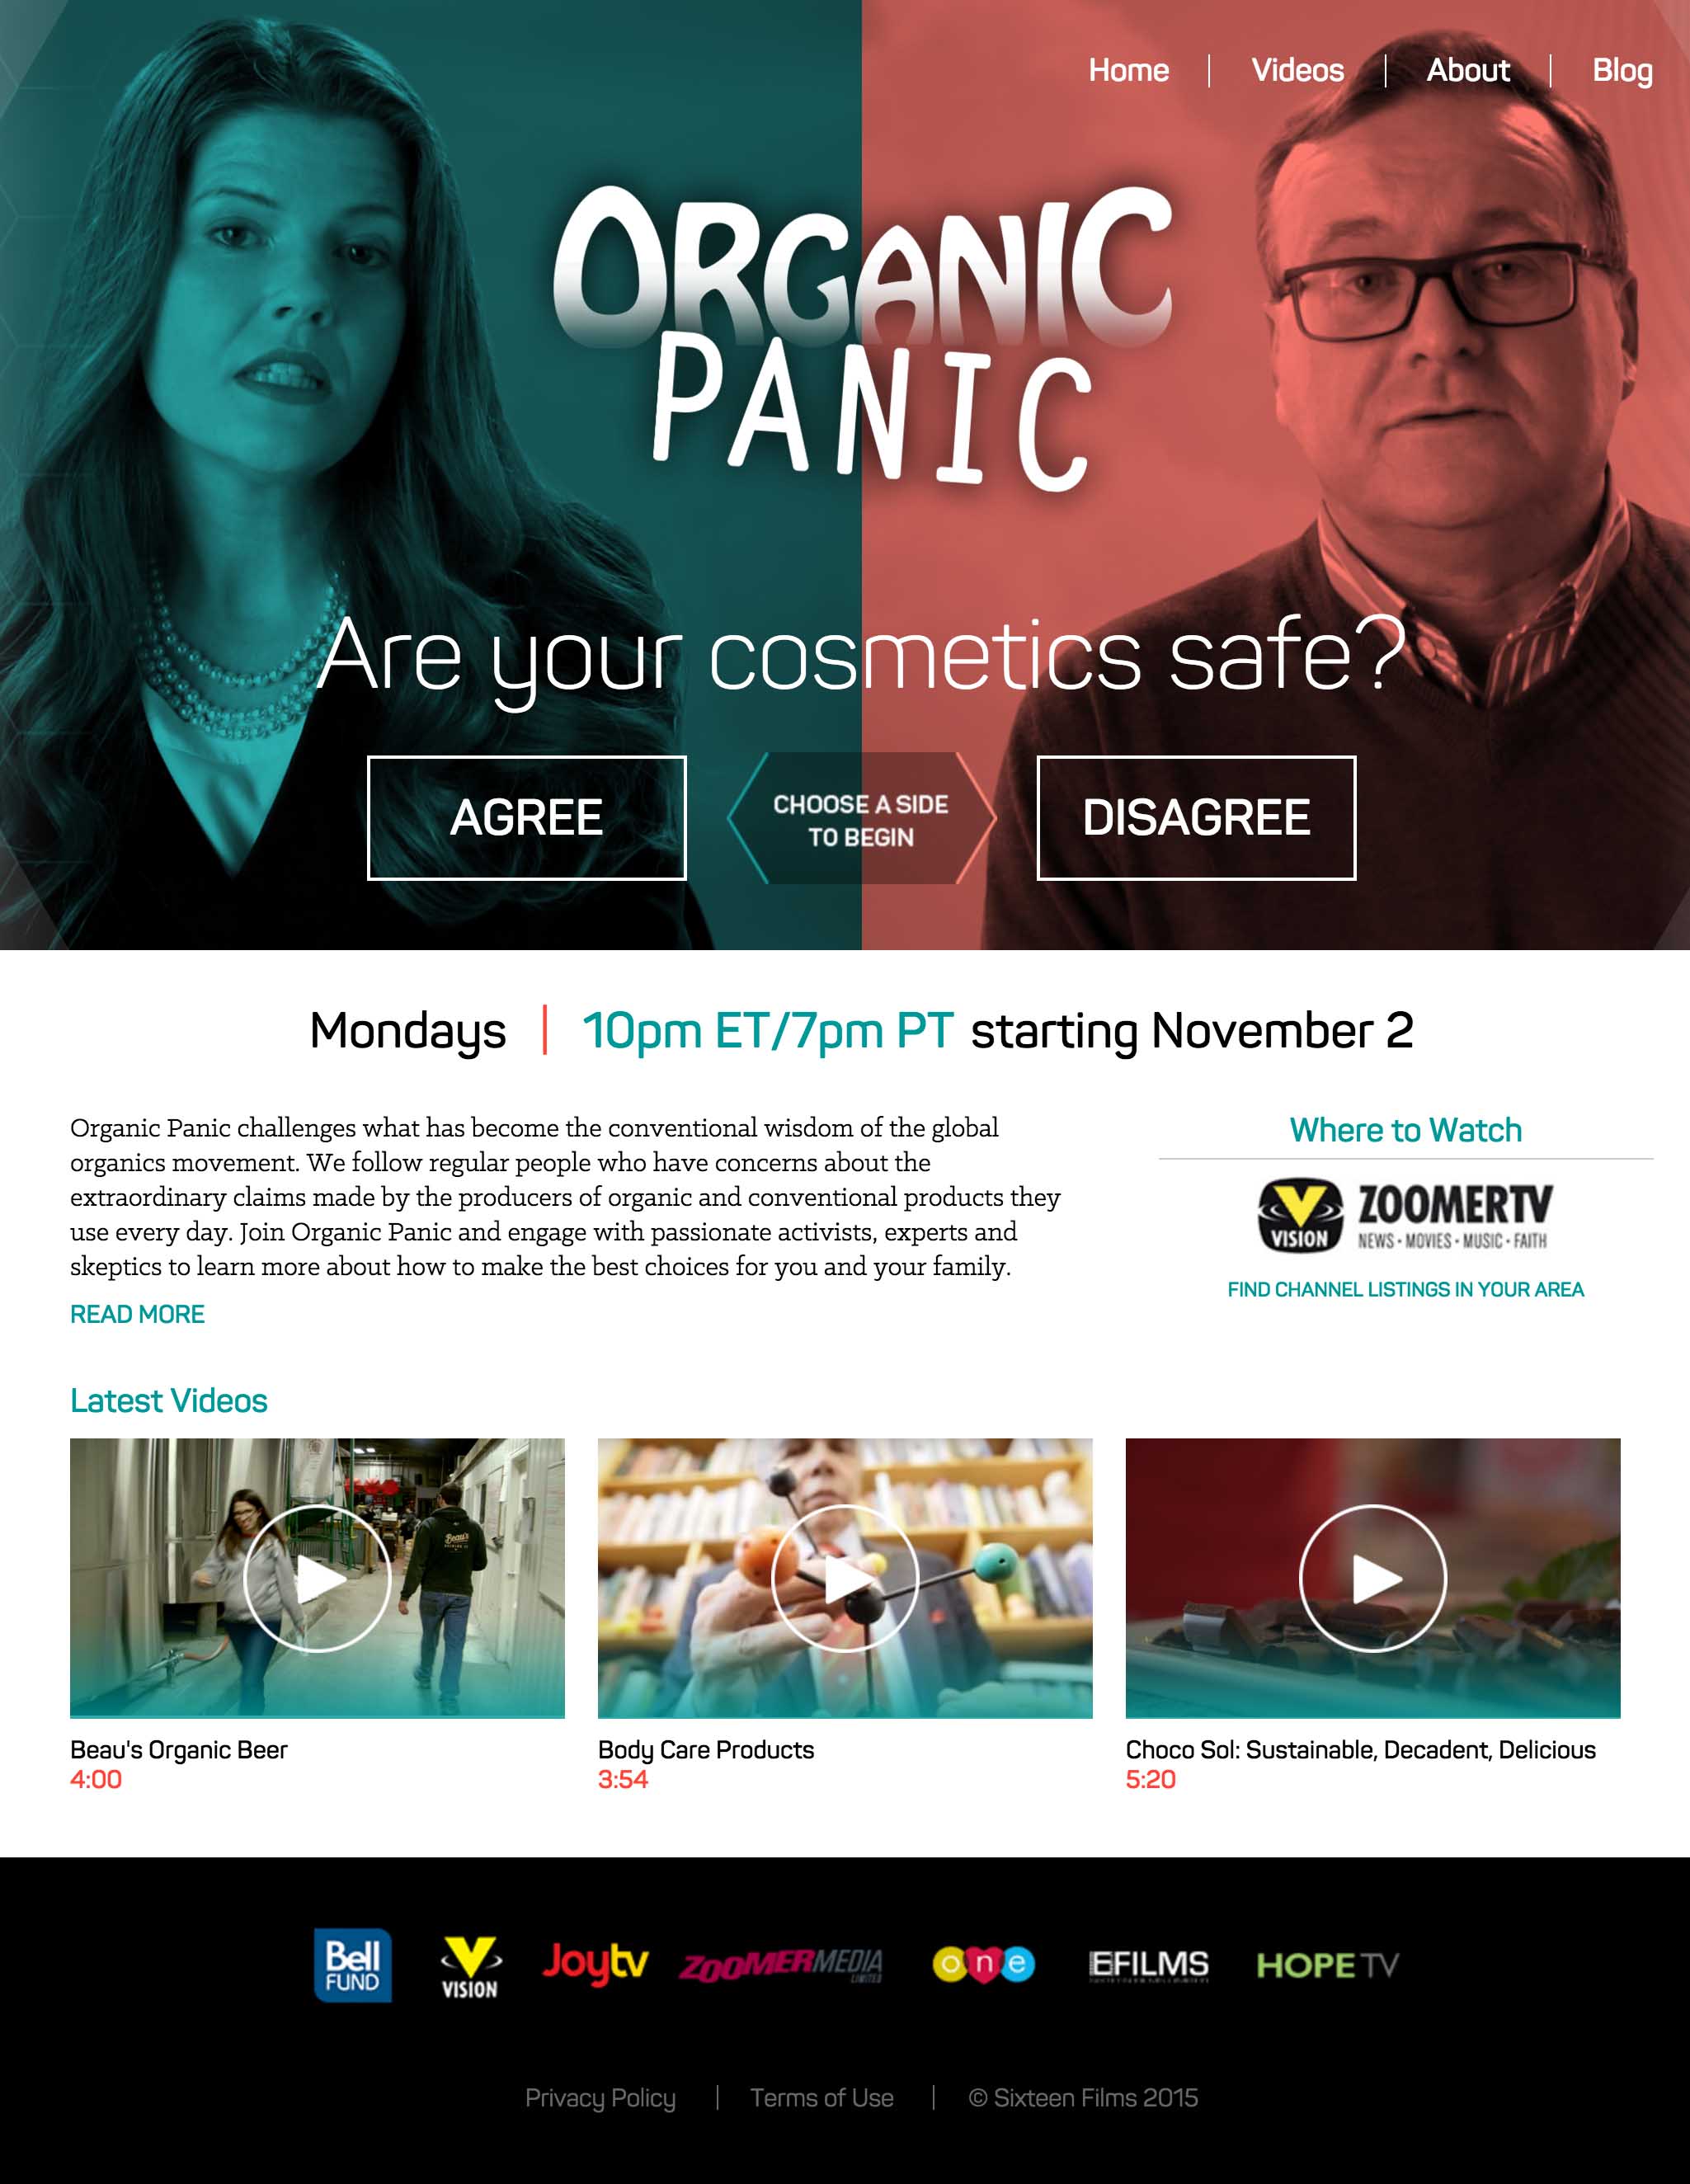 Home
Videos
About
Blog
ORGANIC
PANIC
Are your cosmetics safe?
AGREE
CHOOSE A SIDE
TO BEGIN
DISAGREE
Mondays | 10pm ET/7pm PT starting November 2
Organic Panic challenges what has become the conventional wisdom of the global
organics movement. We follow regular people who have concerns about the
extraordinary claims made by the producers of organic and conventional products they
use every day. Join Organic Panic and engage with passionate activists, experts and
skeptics to learn more about how to make the best choices for you and your family.
READ MORE
Where to Watch
VISION
ZOOMERTV
NEWS • MOVIES • MUSIC • FAITH
FIND CHANNEL LISTINGS IN YOUR AREA
Latest Videos
Beau's
Beau's Organic Beer
4:00
Body Care Products
3:54
Choco Sol: Sustainable, Decadent, Delicious
5:20
Bell
FUND
VISION
Joytv
ZOOMERMEDIA
LIMITED
one
EFILMS
HOPE TV
Privacy Policy | Terms of Use | © Sixteen Films 2015